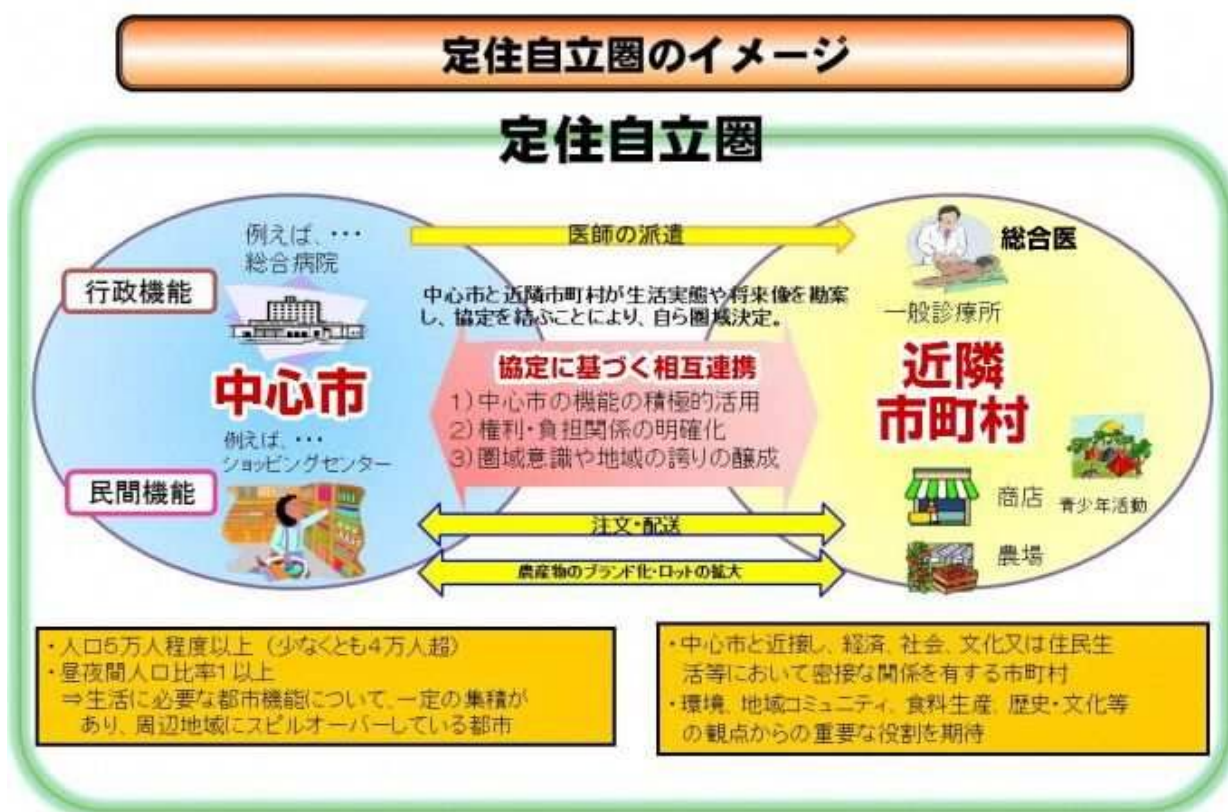 定住自立圏のイメージ
定住自立圏
例えば、・・・
総合病院
行政機能
中心市
例えば、・・・
ショッピングセンター
民間機能
医師の派遣
中心市と近隣市町村が生活実態や将来像を勘案
し、協定を結ぶことにより、自ら圏域決定。
協定に基づく相互連携
1)中心市の機能の積極的活用
2)権利・負担関係の明確化
3)圏域意識や地域の誇りの醸成
注文・配送
農産物のブランド化・ロットの拡大
総合医
一般診療所
近隣
市町村
商店
青少年活動
農場
・人口5万人程度以上（少なくとも4万人超）
・昼夜間人口比率1以上
⇒生活に必要な都市機能について、一定の集積が
あり、周辺地域にスピルオーバーしている都市
・中心市と近接し、経済、社会、文化又は住民生
活等において密接な関係を有する市町村
・環境、地域コミュニティ、食料生産、歴史・文化等
の観点からの重要な役割を期待